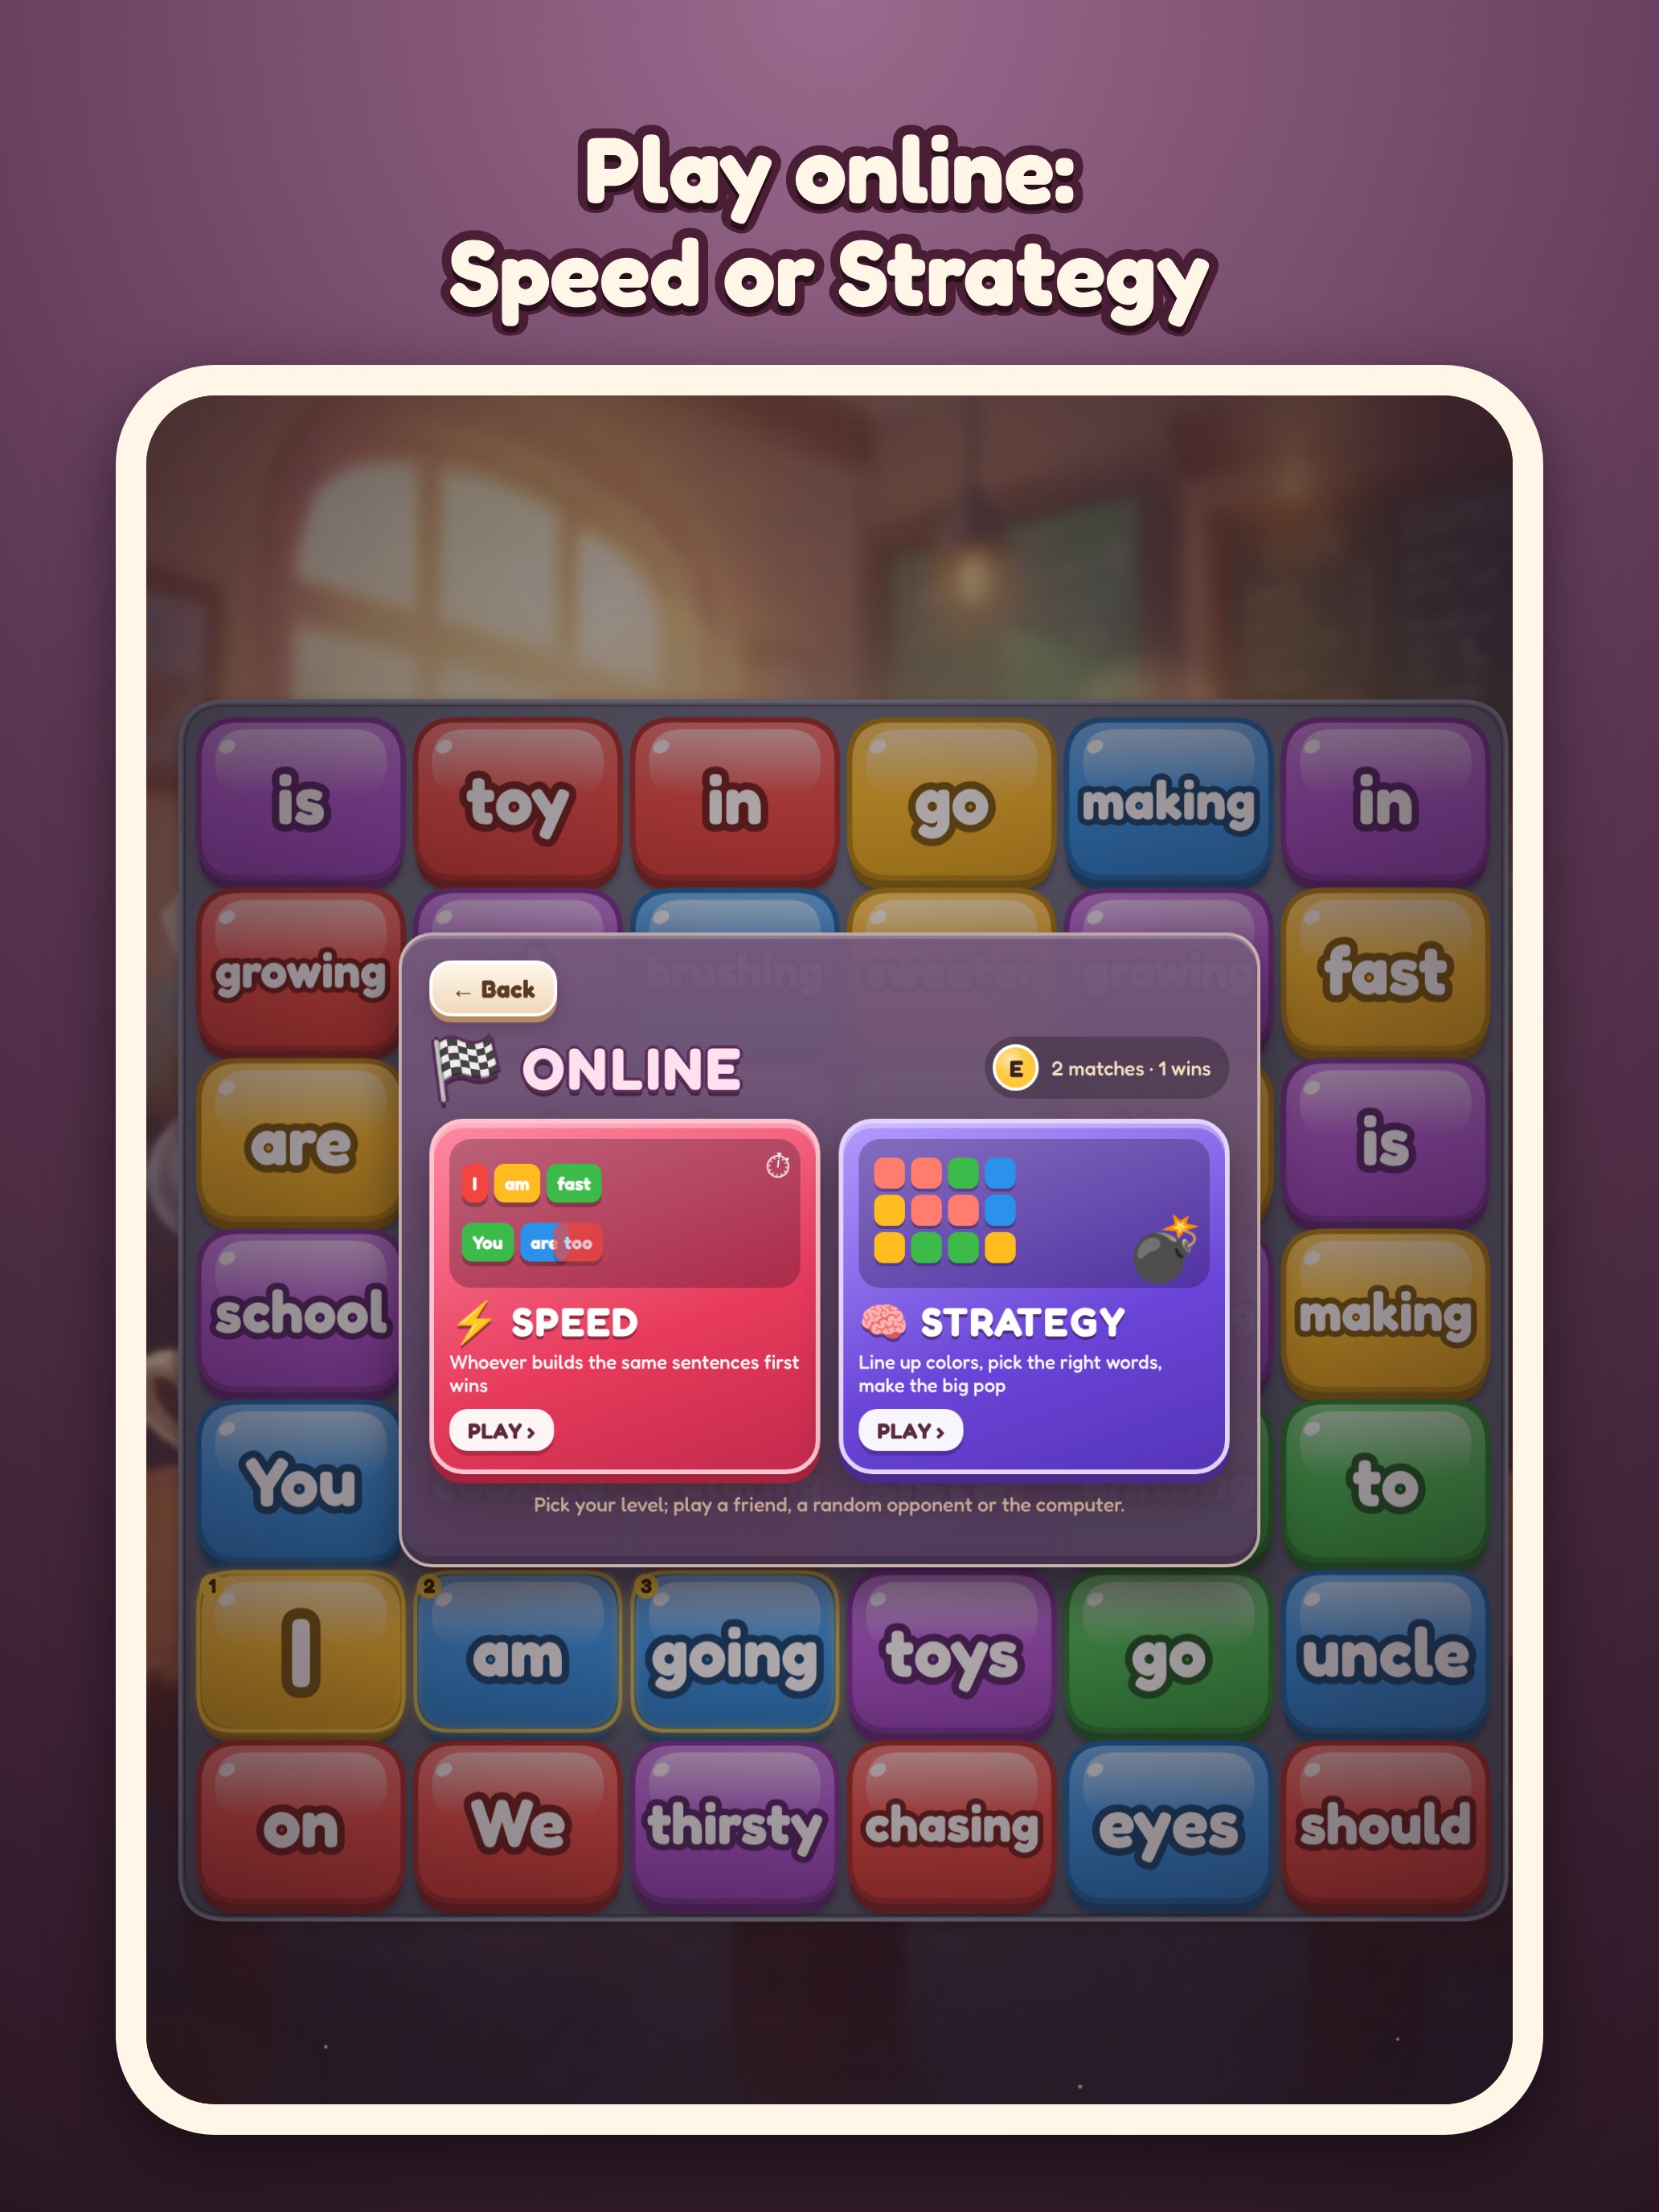 Play online:
Speed or Strategy
is toy in go making in
growing brushing growing fast
← Back
ONLINE
E 2 matches · 1 wins
are is
I am fast
You are too
school making
SPEED
STRATEGY
Whoever builds the same sentences first
wins
Line up colors, pick the right words,
make the big pop
PLAY ›
PLAY ›
You to
Pick your level; play a friend, a random opponent or the computer.
1 2 3
I am going toys go uncle
on We thirsty chasing eyes should